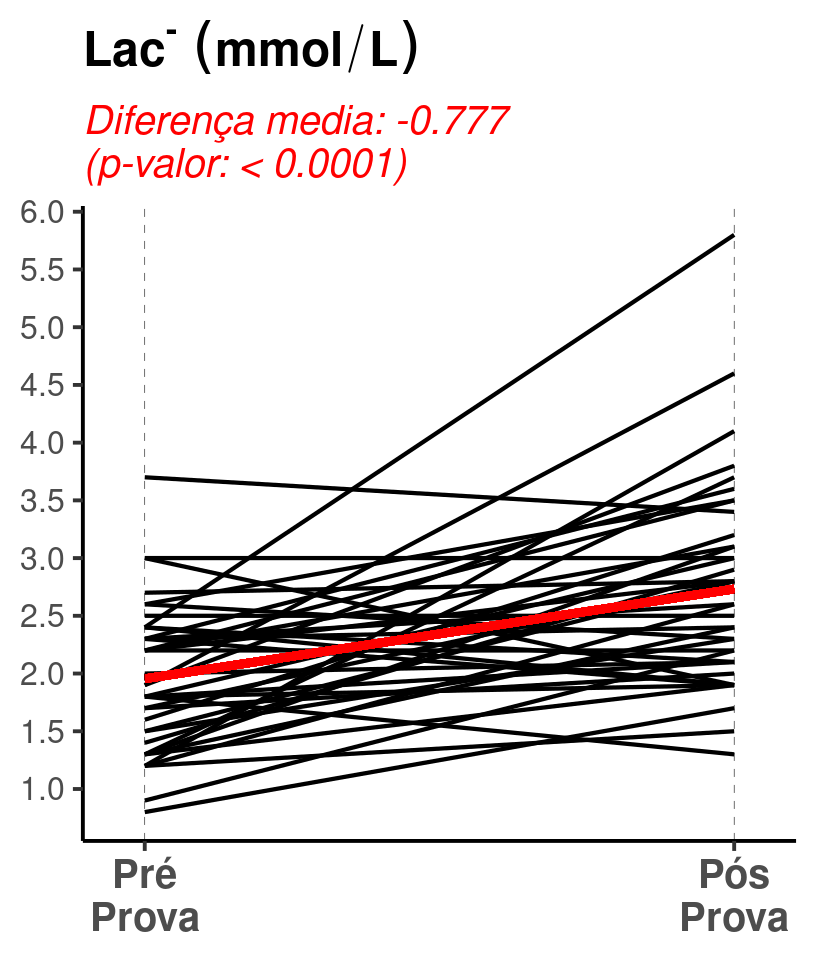 Lac⁻ (mmol/L)
Diferença media: -0.777
(p-valor: < 0.0001)
6.0
5.5
5.0
4.5
4.0
3.5
3.0
2.5
2.0
1.5
1.0
Pré
Prova
Pós
Prova